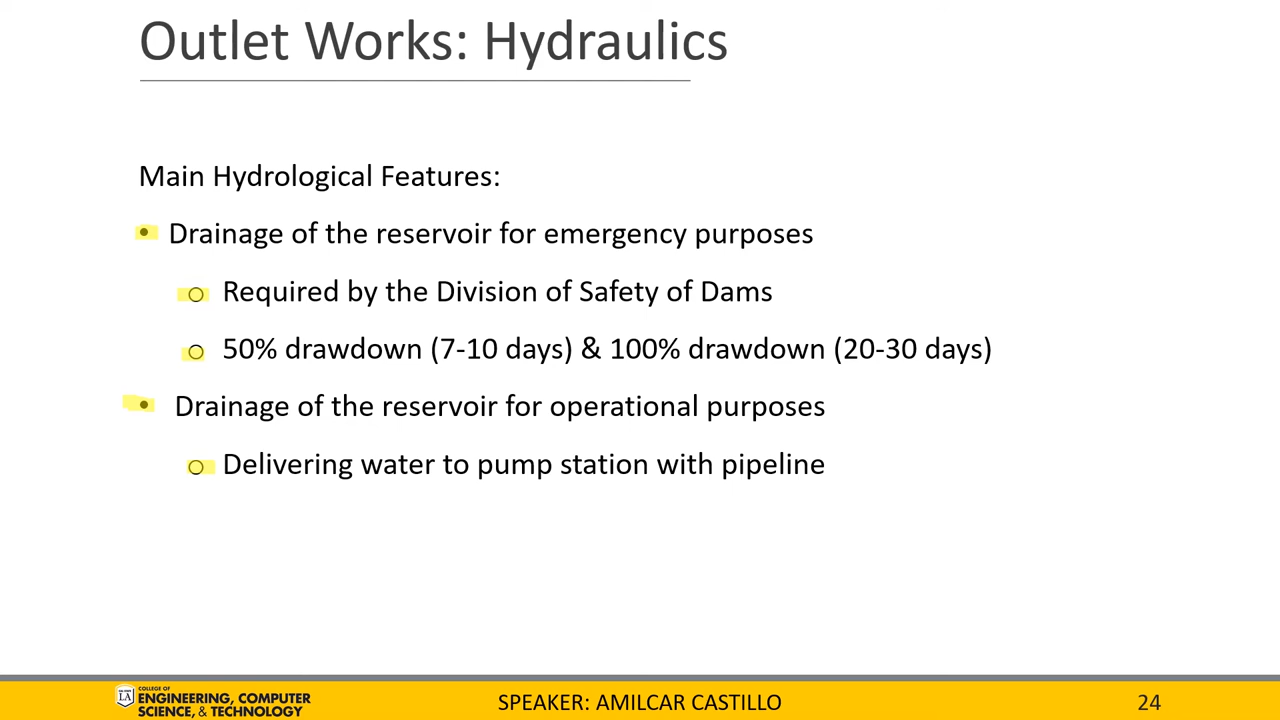 Outlet Works: Hydraulics
Main Hydrological Features:
• Drainage of the reservoir for emergency purposes
o Required by the Division of Safety of Dams
o 50% drawdown (7-10 days) & 100% drawdown (20-30 days)
• Drainage of the reservoir for operational purposes
o Delivering water to pump station with pipeline
LA
COLLEGE OF
ENGINEERING, COMPUTER
SCIENCE, & TECHNOLOGY
SPEAKER: AMILCAR CASTILLO
24